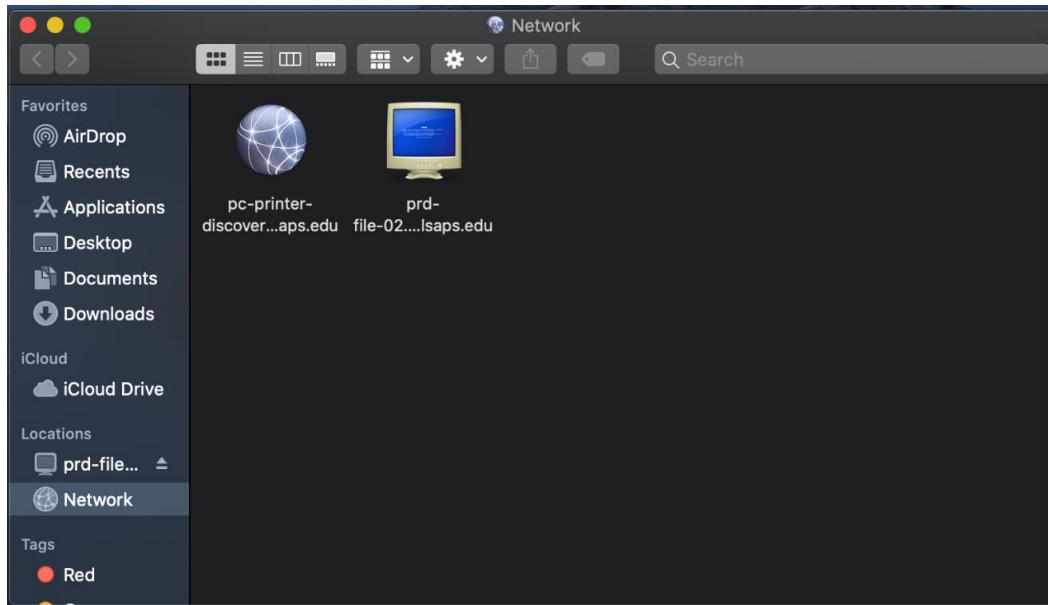 Network
Search
Favorites
AirDrop
Recents
Applications
Desktop
Documents
Downloads
iCloud
iCloud Drive
Locations
prd-file...
Network
Tags
Red
pc-printer-
discover...aps.edu
prd-
file-02....lsaps.edu